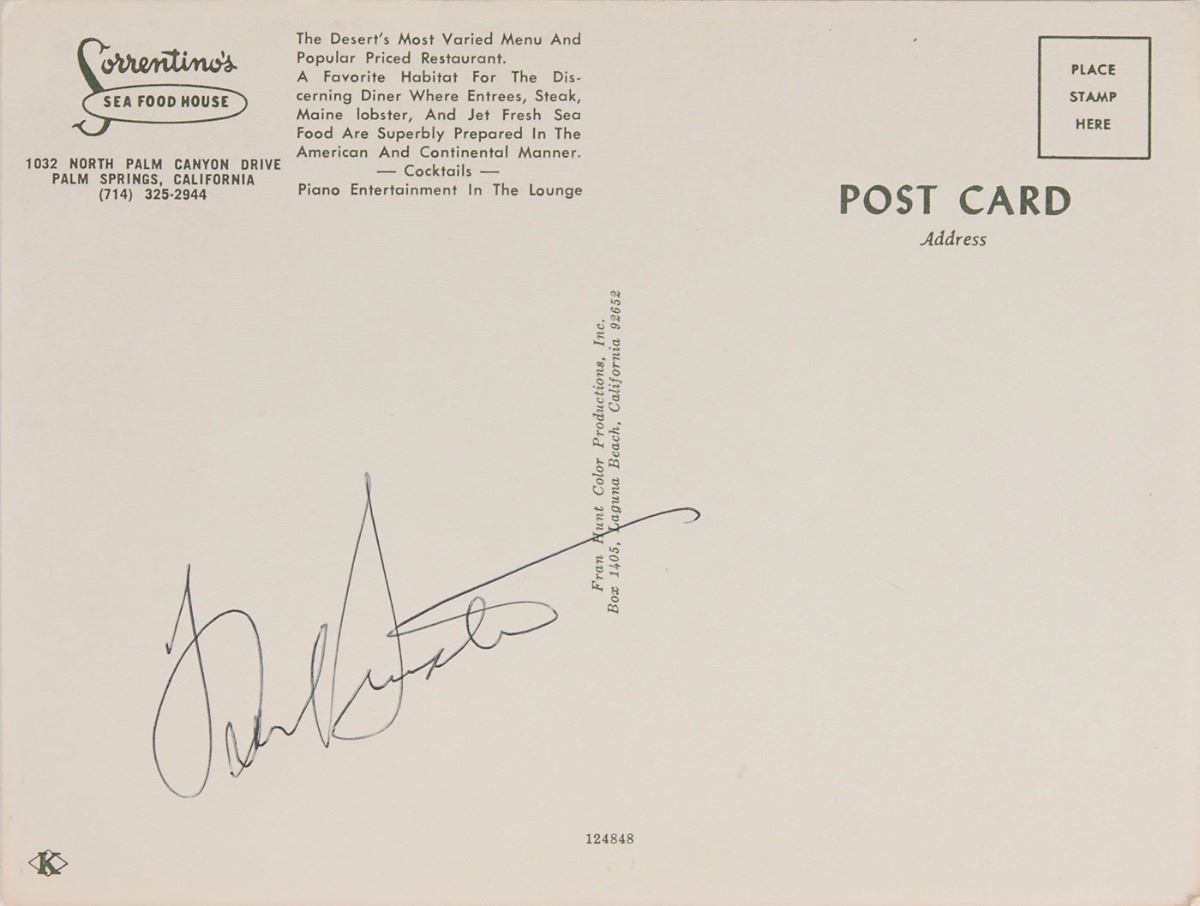 Sorrentino's
SEA FOOD HOUSE
1032 NORTH PALM CANYON DRIVE
PALM SPRINGS, CALIFORNIA
(714) 325-2944
The Desert's Most Varied Menu And
Popular Priced Restaurant.
A Favorite Habitat For The Dis-
cerning Diner Where Entrees, Steak,
Maine lobster, And Jet Fresh Sea
Food Are Superbly Prepared In The
American And Continental Manner.
— Cocktails —
Piano Entertainment In The Lounge
PLACE
STAMP
HERE
POST CARD
Address
Fran Hunt Color Productions, Inc.
Box 1405, Laguna Beach, California 92652
Frank Sinatra
124848
K